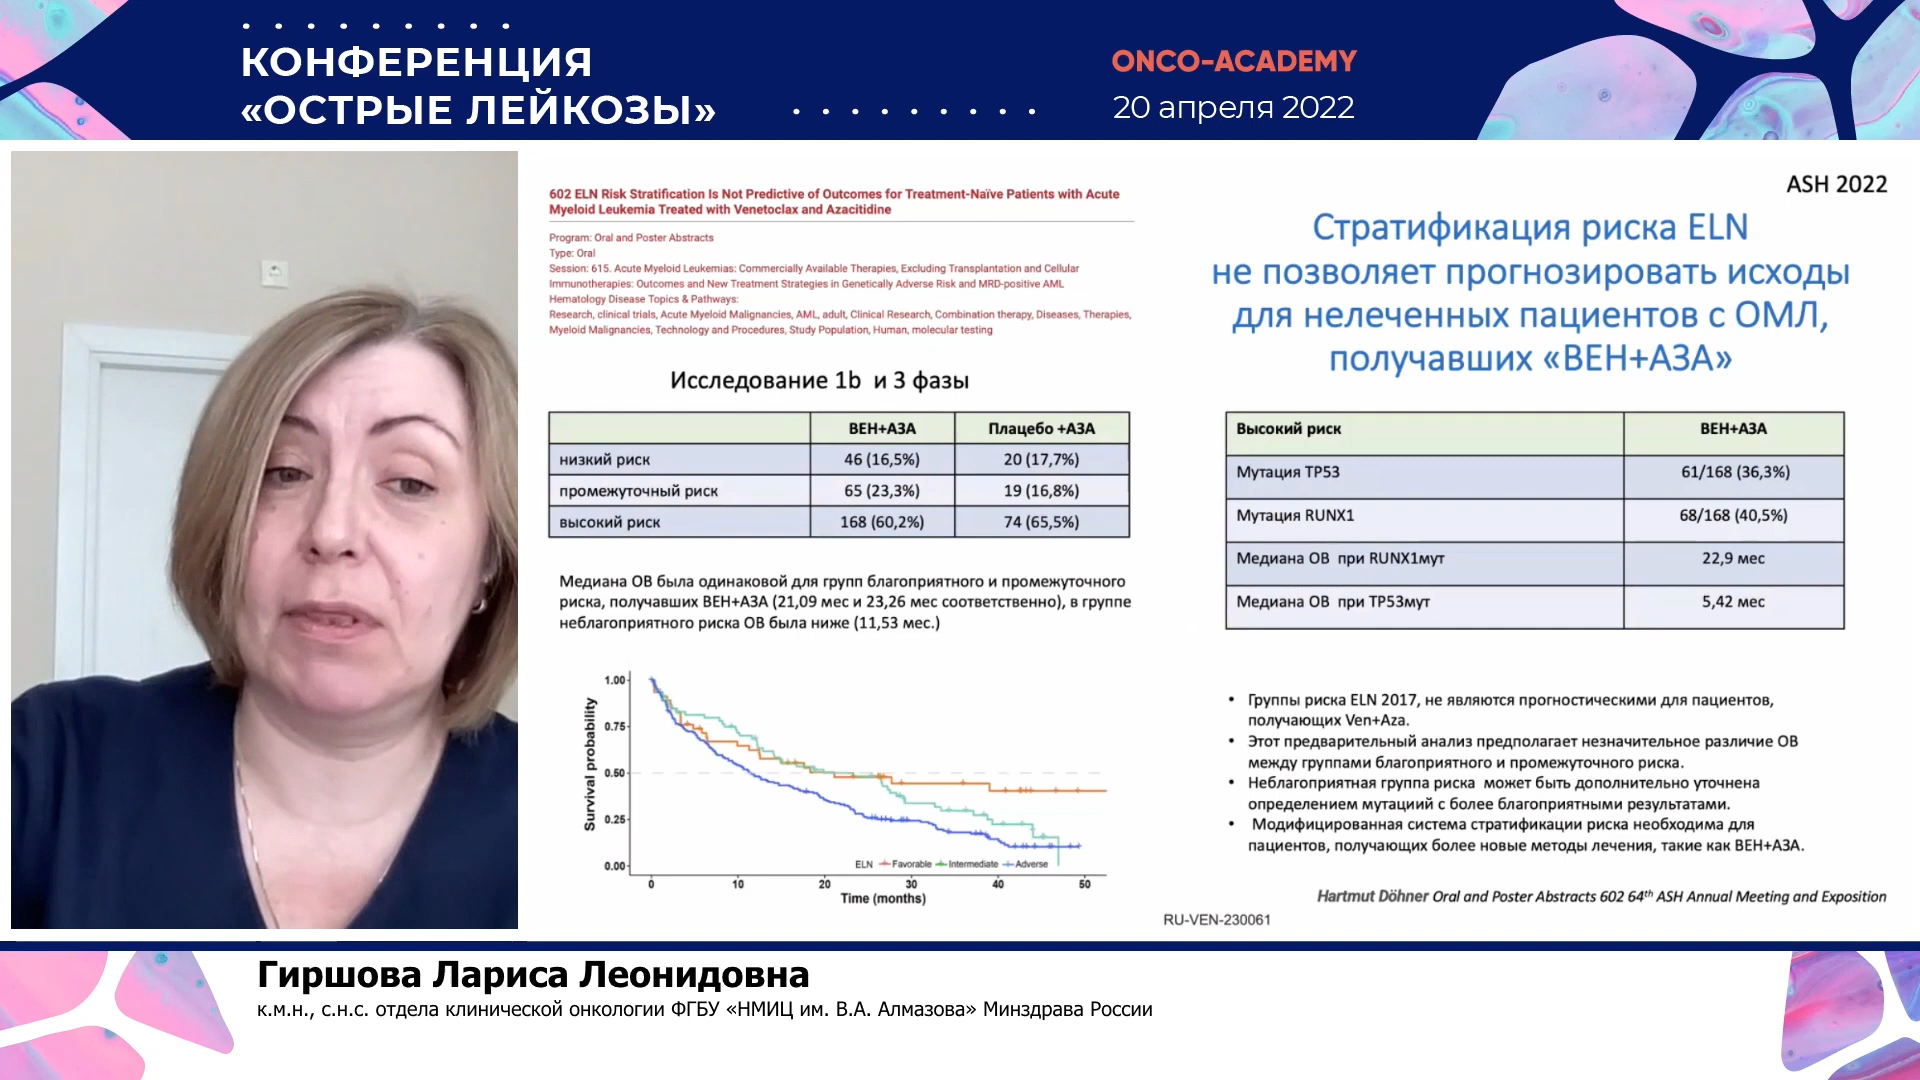 КОНФЕРЕНЦИЯ
«ОСТРЫЕ ЛЕЙКОЗЫ»
ONCO-ACADEMY
20 апреля 2022
602 ELN Risk Stratification Is Not Predictive of Outcomes for Treatment-Naïve Patients with Acute
Myeloid Leukemia Treated with Venetoclax and Azacitidine
Program: Oral and Poster Abstracts
Type: Oral
Session: 615. Acute Myeloid Leukemias: Commercially Available Therapies, Excluding Transplantation and Cellular
Immunotherapies: Outcomes and New Treatment Strategies in Genetically Adverse Risk and MRD-positive AML
Hematology Disease Topics & Pathways:
Research, clinical trials, Acute Myeloid Malignancies, AML, adult, Clinical Research, Combination therapy, Diseases, Therapies,
Myeloid Malignancies, Technology and Procedures, Study Population, Human, molecular testing
Исследование 1b и 3 фазы
ВЕН+АЗА Плацебо +АЗА
низкий риск 46 (16,5%) 20 (17,7%)
промежуточный риск 65 (23,3%) 19 (16,8%)
высокий риск 168 (60,2%) 74 (65,5%)
Медиана ОВ была одинаковой для групп благоприятного и промежуточного
риска, получавших ВЕН+АЗА (21,09 мес и 23,26 мес соответственно), в группе
неблагоприятного риска ОВ была ниже (11,53 мес.)
Survival probability
1.00
0.75
0.50
0.25
0.00
ELN Favorable Intermediate Adverse
0 10 20 30 40 50
Time (months)
ASH 2022
Стратификация риска ELN
не позволяет прогнозировать исходы
для нелеченных пациентов с ОМЛ,
получавших «ВЕН+АЗА»
Высокий риск ВЕН+АЗА
Мутация TP53 61/168 (36,3%)
Мутация RUNX1 68/168 (40,5%)
Медиана ОВ при RUNX1мут 22,9 мес
Медиана ОВ при TP53мут 5,42 мес
• Группы риска ELN 2017, не являются прогностическими для пациентов,
получающих Ven+Aza.
• Этот предварительный анализ предполагает незначительное различие ОВ
между группами благоприятного и промежуточного риска.
• Неблагоприятная группа риска может быть дополнительно уточнена
определением мутациий с более благоприятными результатами.
• Модифицированная система стратификации риска необходима для
пациентов, получающих более новые методы лечения, такие как ВЕН+АЗА.
Hartmut Döhner Oral and Poster Abstracts 602 64th ASH Annual Meeting and Exposition
RU-VEN-230061
Гиршова Лариса Леонидовна
к.м.н., с.н.с. отдела клинической онкологии ФГБУ «НМИЦ им. В.А. Алмазова» Минздрава России